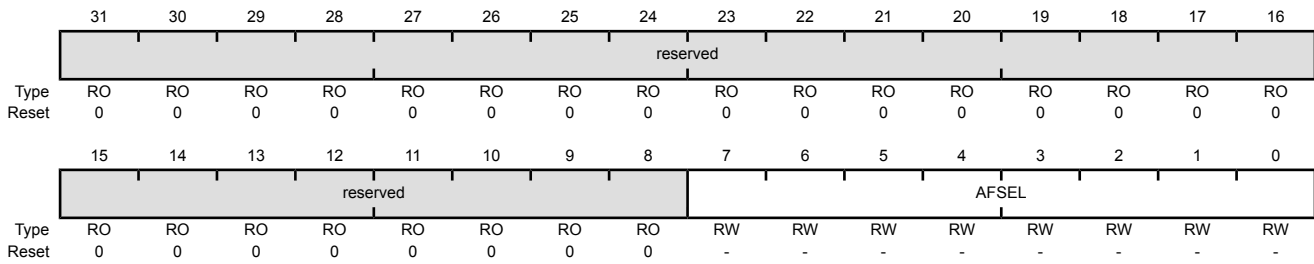 31 30 29 28 27 26 25 24 23 22 21 20 19 18 17 16
reserved
Type RO RO RO RO RO RO RO RO RO RO RO RO RO RO RO RO
Reset 0 0 0 0 0 0 0 0 0 0 0 0 0 0 0 0
15 14 13 12 11 10 9 8 7 6 5 4 3 2 1 0
reserved AFSEL
Type RO RO RO RO RO RO RO RO RW RW RW RW RW RW RW RW
Reset 0 0 0 0 0 0 0 0 - - - - - - - -